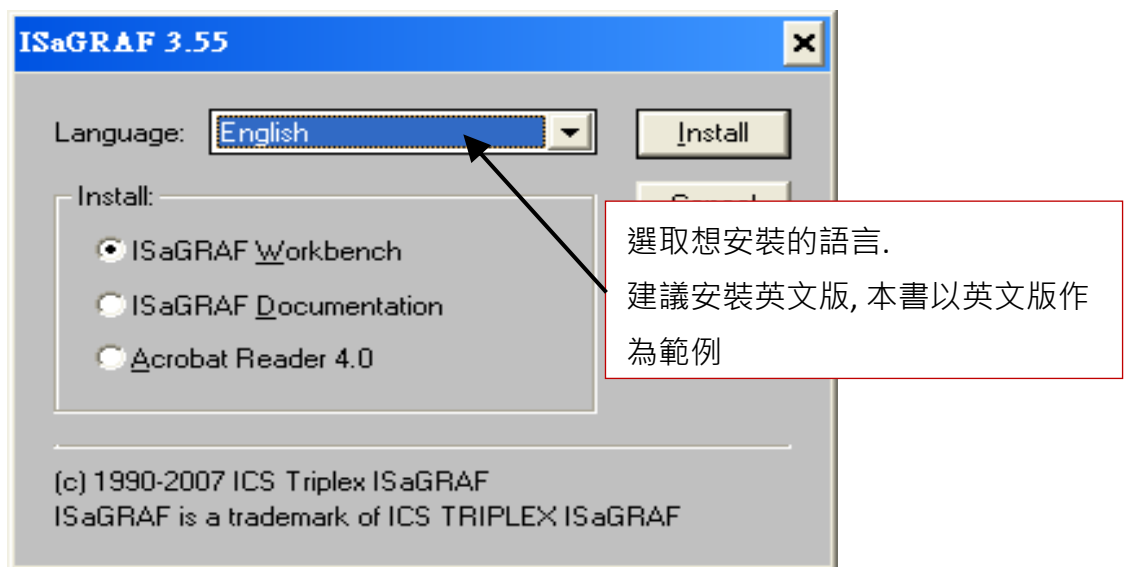 ISaGRAF 3.55
Language: English
Install
Install:
ISaGRAF Workbench
ISaGRAF Documentation
Acrobat Reader 4.0
選取想安裝的語言.
建議安裝英文版, 本書以英文版作
為範例
(c) 1990-2007 ICS Triplex ISaGRAF
ISaGRAF is a trademark of ICS TRIPLEX ISaGRAF